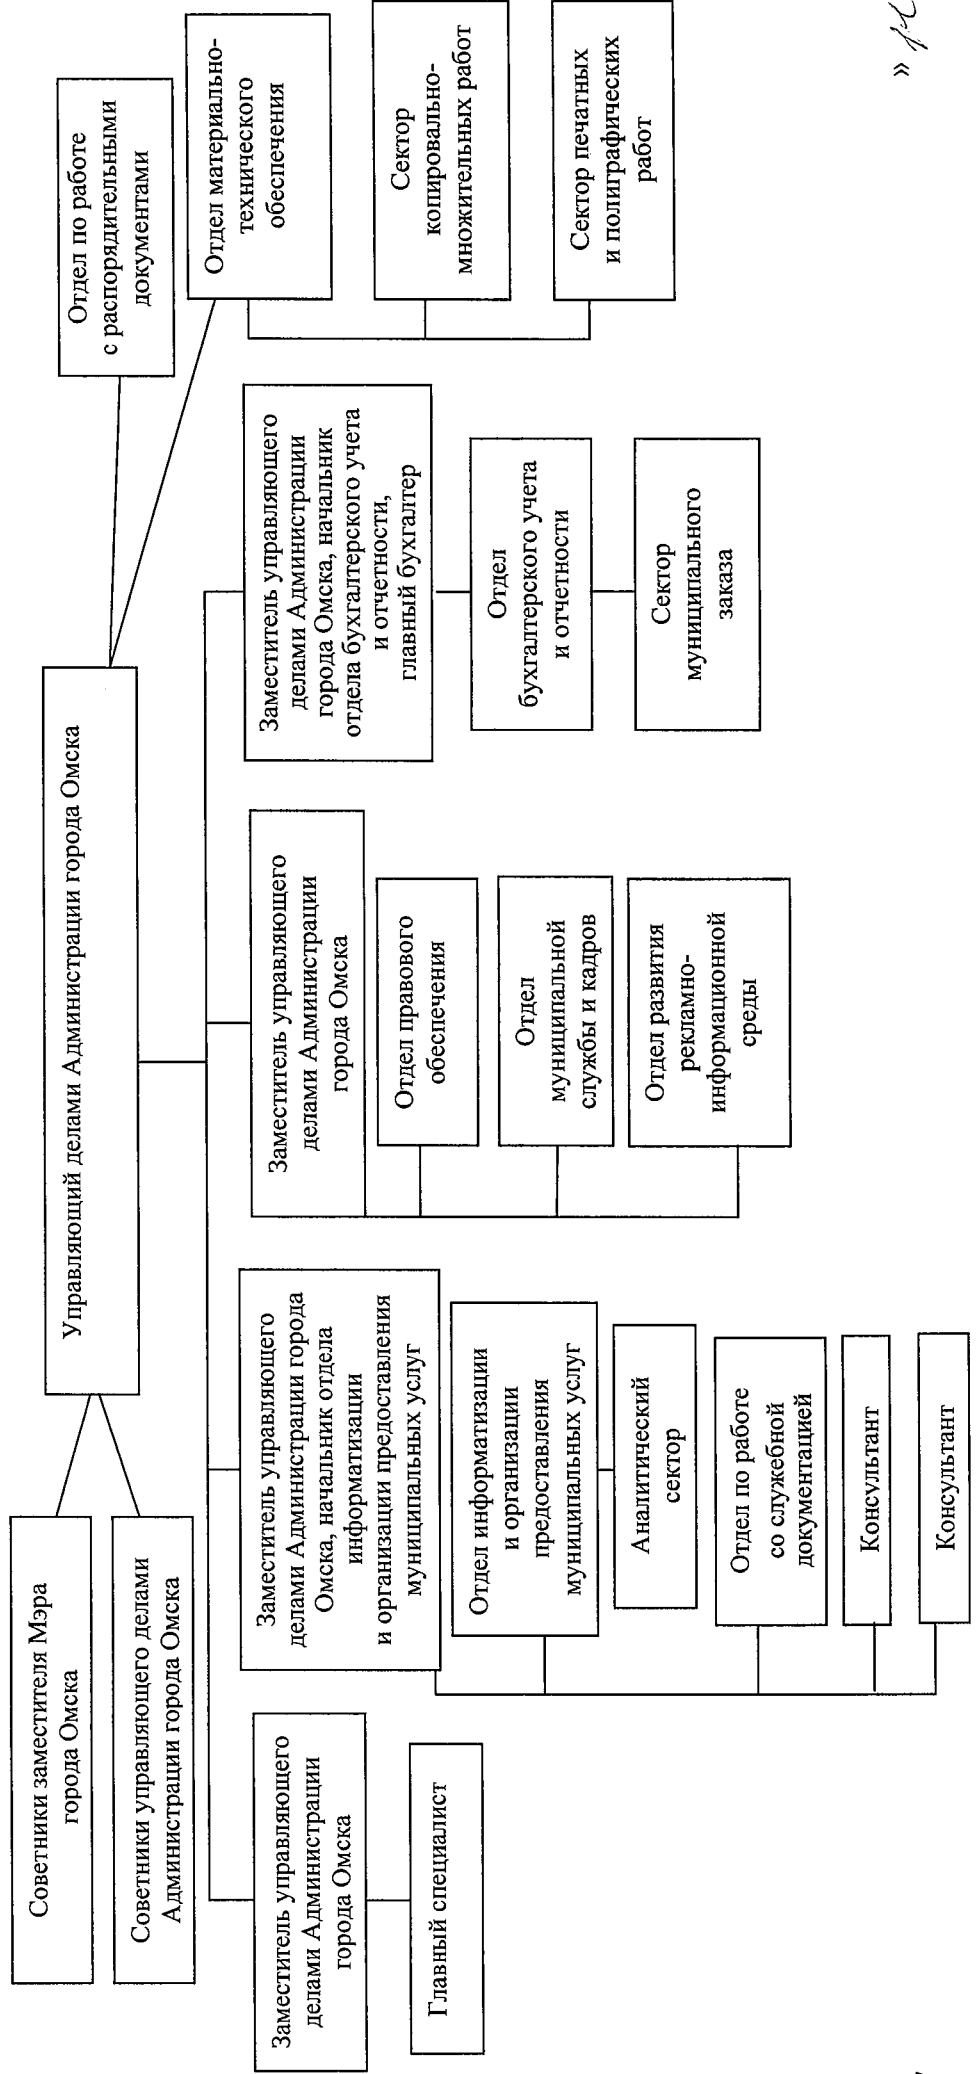 Советники заместителя Мэра
города Омска
Советники управляющего делами
Администрации города Омска
Управляющий делами Администрации города Омска
Отдел по работе
с распорядительными
документами
Отдел материально-
технического
обеспечения
Сектор
копировально-
множительных работ
Сектор печатных
и полиграфических
работ
Заместитель управляющего
делами Администрации
города Омска
Главный специалист
Заместитель управляющего
делами Администрации города
Омска, начальник отдела
информатизации
и организации предоставления
муниципальных услуг
Отдел информатизации
и организации
предоставления
муниципальных услуг
Аналитический
сектор
Отдел по работе
со служебной
документацией
Консультант
Консультант
Заместитель управляющего
делами Администрации
города Омска
Отдел правового
обеспечения
Отдел
муниципальной
службы и кадров
Отдел развития
рекламно-
информационной
среды
Заместитель управляющего
делами Администрации
города Омска, начальник
отдела бухгалтерского учета
и отчетности,
главный бухгалтер
Отдел
бухгалтерского учета
и отчетности
Сектор
муниципального
заказа
»